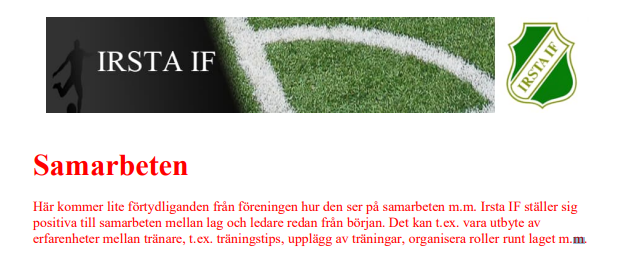 IRSTA IF
IRSTA IF
Samarbeten
Här kommer lite förtydliganden från föreningen hur den ser på samarbeten m.m. Irsta IF ställer sig
positiva till samarbeten mellan lag och ledare redan från början. Det kan t.ex. vara utbyte av
erfarenheter mellan tränare, t.ex. träningstips, upplägg av träningar, organisera roller runt laget m.m.